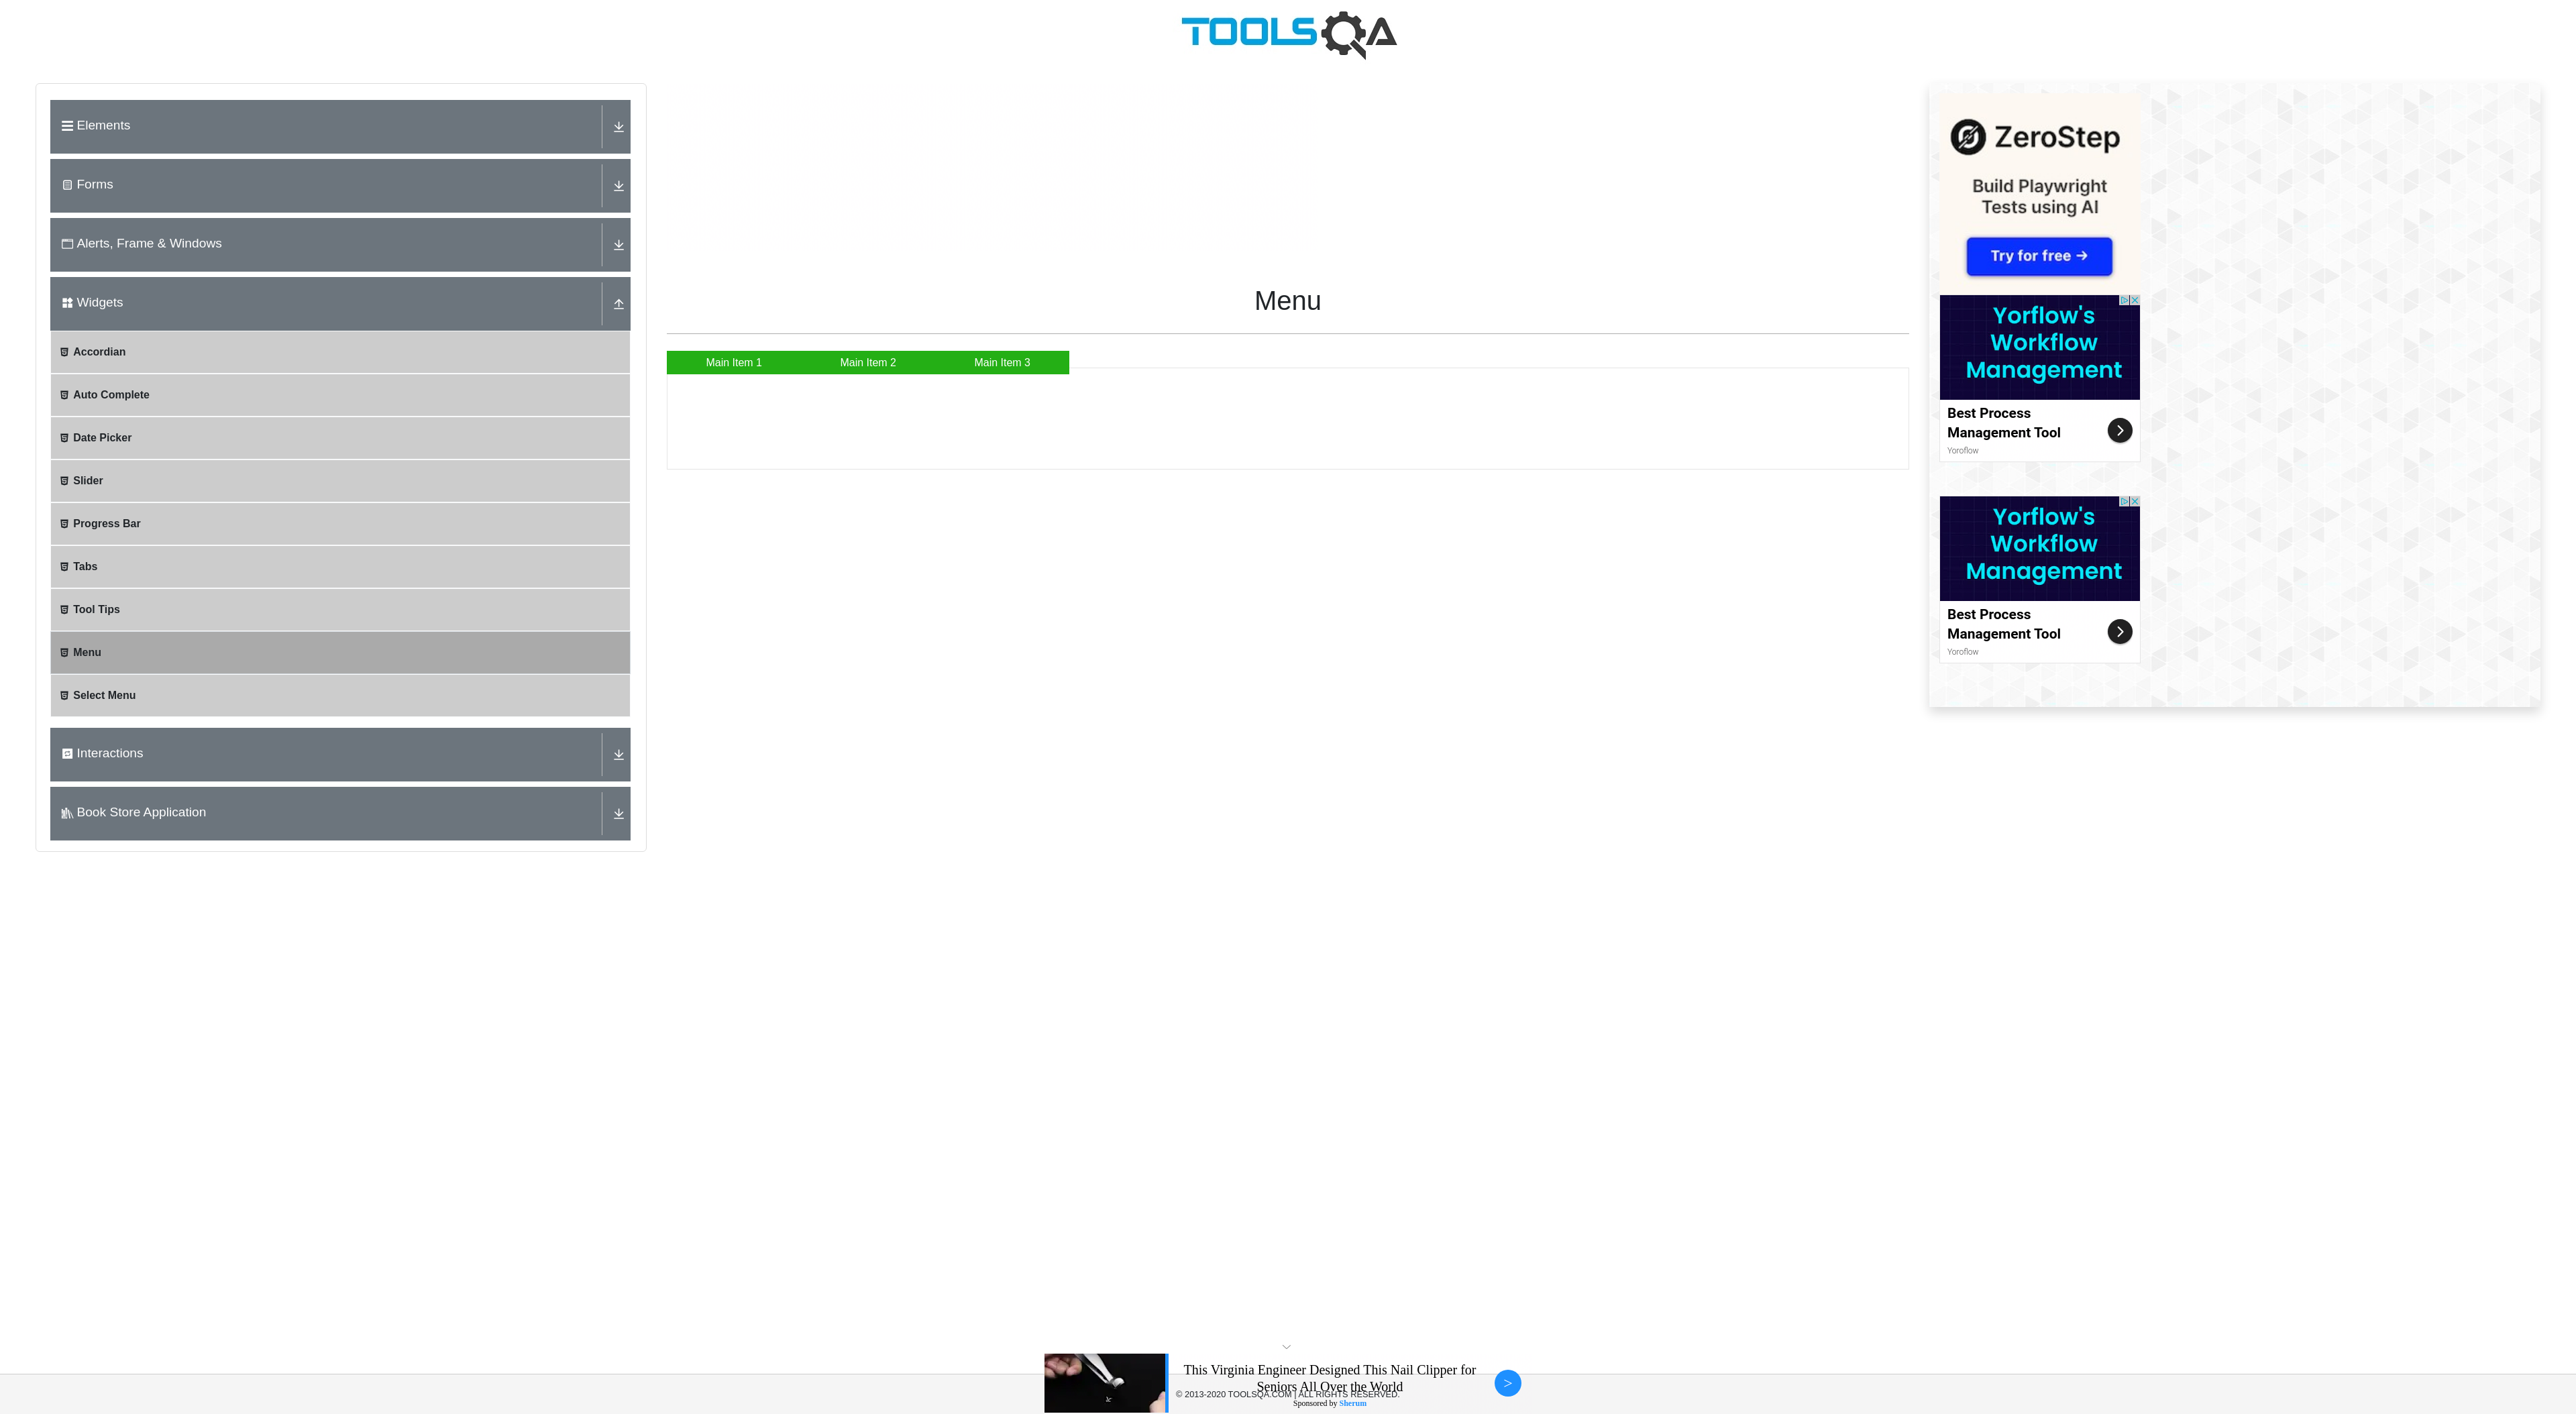 TOOLSQA
Elements
Forms
Alerts, Frame & Windows
Widgets
Accordian
Auto Complete
Date Picker
Slider
Progress Bar
Tabs
Tool Tips
Menu
Select Menu
Interactions
Book Store Application
Menu
Main Item 1
Main Item 2
Main Item 3
ZeroStep
Build Playwright
Tests using AI
Try for free →
Yorflow's
Workflow
Management
Best Process
Management Tool
Yoroflow
Yorflow's
Workflow
Management
Best Process
Management Tool
Yoroflow
This Virginia Engineer Designed This Nail Clipper for
Seniors All Over the World
© 2013-2020 TOOLSQA.COM | ALL RIGHTS RESERVED.
Sponsored by Sherum